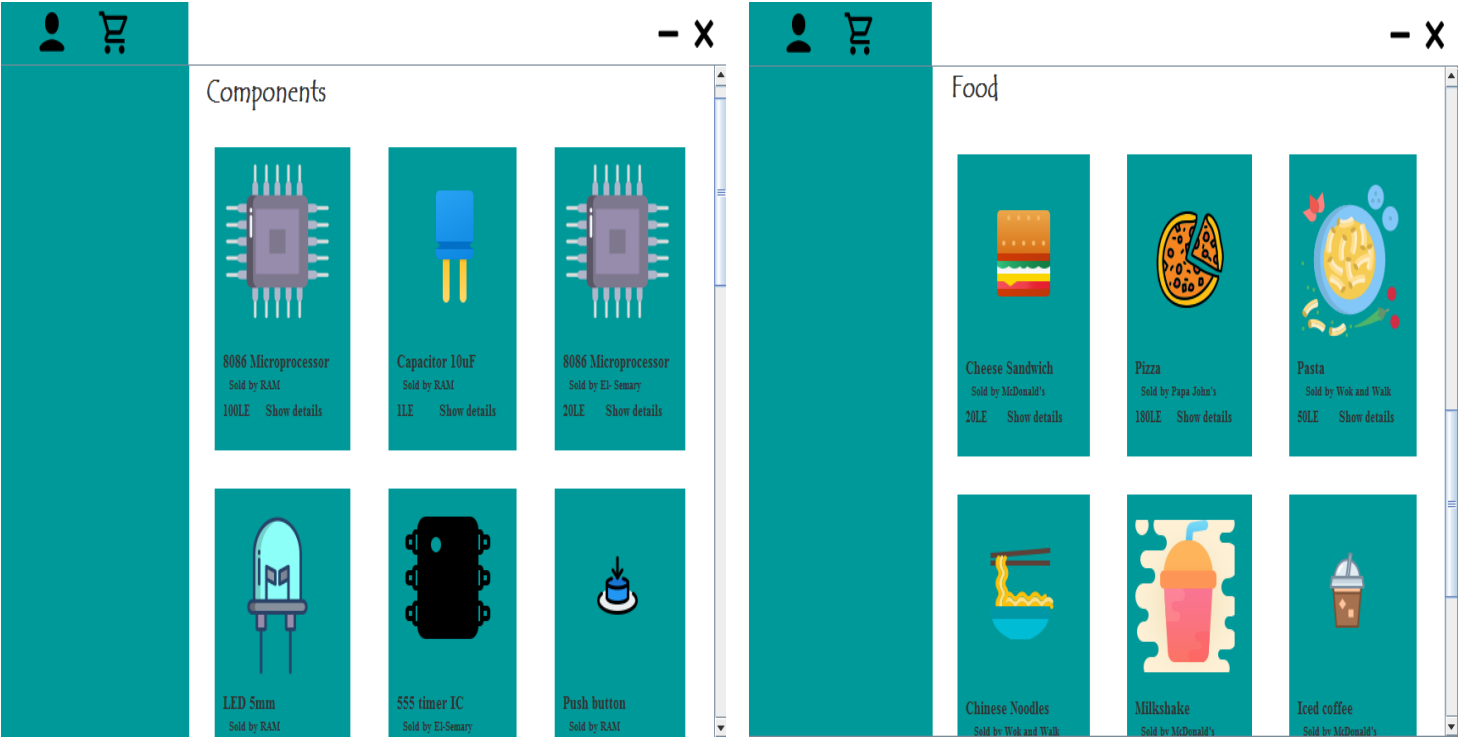 Components
8086 Microprocessor
Sold by RAM
100LE Show details
Capacitor 10uF
Sold by RAM
1LE Show details
8086 Microprocessor
Sold by El- Semary
20LE Show details
LED 5mm
Sold by RAM
555 timer IC
Sold by El-Semary
Push button
Sold by RAM
Food
Cheese Sandwich
Sold by McDonald's
20LE Show details
Pizza
Sold by Papa John's
180LE Show details
Pasta
Sold by Wok and Walk
50LE Show details
Chinese Noodles
Sold by Wok and Walk
Milkshake
Sold by McDonald's
Iced coffee
Sold by McDonald's